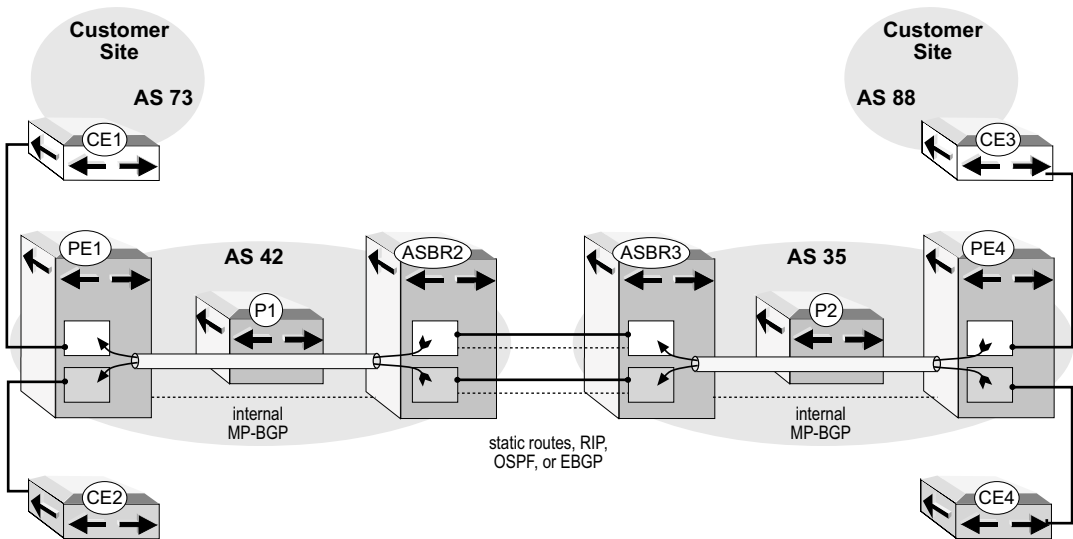 Customer
Site
AS 73
CE1
Customer
Site
AS 88
CE3
PE1
AS 42
ASBR2
P1
ASBR3
AS 35
PE4
P2
internal
MP-BGP
static routes, RIP,
OSPF, or EBGP
internal
MP-BGP
CE2
CE4